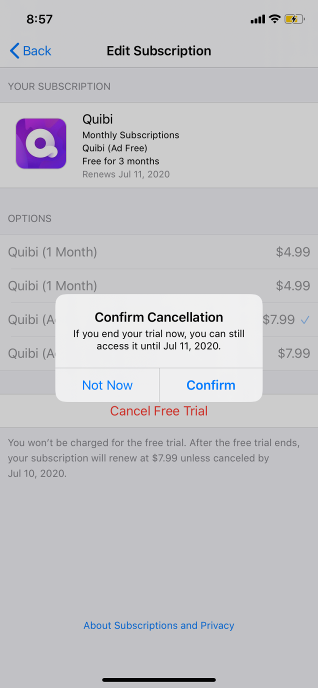 8:57
Back
Edit Subscription
YOUR SUBSCRIPTION
Quibi
Monthly Subscriptions
Quibi (Ad Free)
Free for 3 months
Renews Jul 11, 2020
OPTIONS
Quibi (1 Month) $4.99
Quibi (1 Month) $4.99
Quibi (A $7.99
Quibi (A $7.99
Confirm Cancellation
If you end your trial now, you can still
access it until Jul 11, 2020.
Not Now Confirm
Cancel Free Trial
You won't be charged for the free trial. After the free trial ends,
your subscription will renew at $7.99 unless canceled by
Jul 10, 2020.
About Subscriptions and Privacy